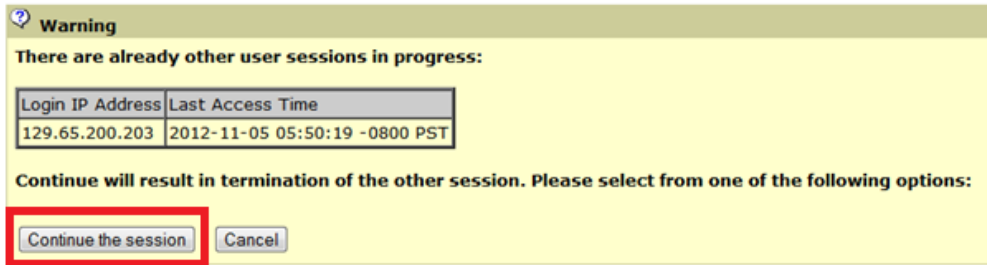 Warning
There are already other user sessions in progress:
Login IP Address Last Access Time
129.65.200.203 2012-11-05 05:50:19 -0800 PST
Continue will result in termination of the other session. Please select from one of the following options:
Continue the session Cancel